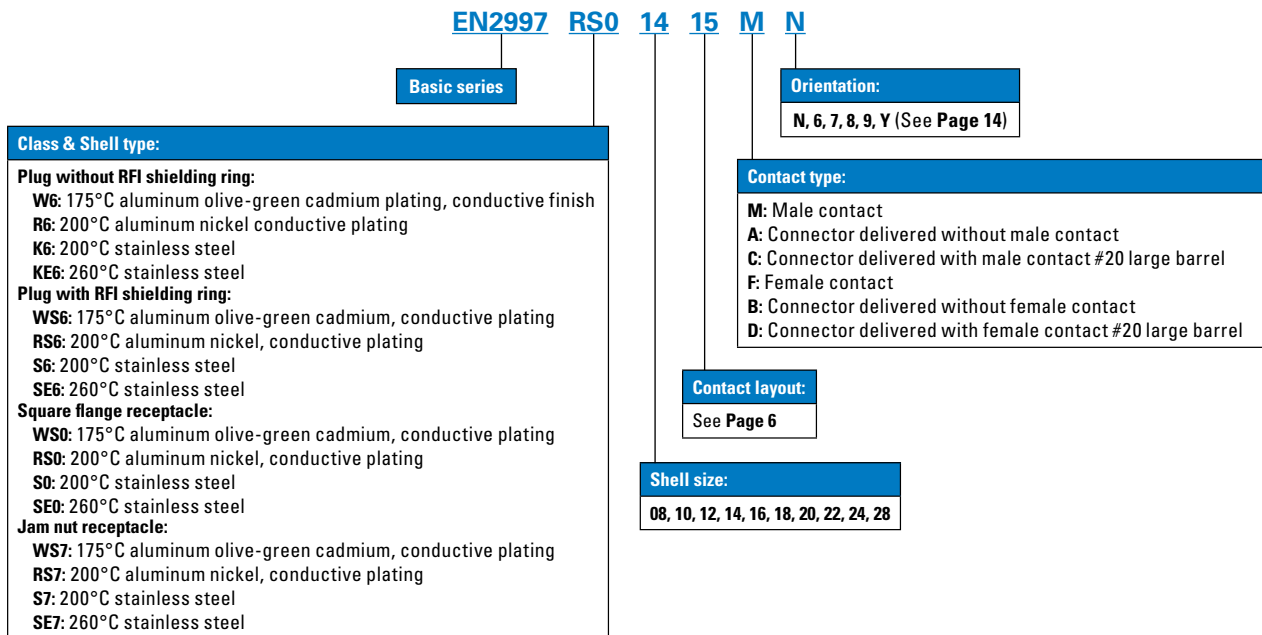 EN2997 RS0 14 15 M N
Basic series
Orientation:
N, 6, 7, 8, 9, Y (See Page 14)
Class & Shell type:
Plug without RFI shielding ring:
W6: 175°C aluminum olive-green cadmium plating, conductive finish
R6: 200°C aluminum nickel conductive plating
K6: 200°C stainless steel
KE6: 260°C stainless steel
Plug with RFI shielding ring:
WS6: 175°C aluminum olive-green cadmium, conductive plating
RS6: 200°C aluminum nickel, conductive plating
S6: 200°C stainless steel
SE6: 260°C stainless steel
Square flange receptacle:
WS0: 175°C aluminum olive-green cadmium, conductive plating
RS0: 200°C aluminum nickel, conductive plating
S0: 200°C stainless steel
SE0: 260°C stainless steel
Jam nut receptacle:
WS7: 175°C aluminum olive-green cadmium, conductive plating
RS7: 200°C aluminum nickel, conductive plating
S7: 200°C stainless steel
SE7: 260°C stainless steel
Contact type:
M: Male contact
A: Connector delivered without male contact
C: Connector delivered with male contact #20 large barrel
F: Female contact
B: Connector delivered without female contact
D: Connector delivered with female contact #20 large barrel
Contact layout:
See Page 6
Shell size:
08, 10, 12, 14, 16, 18, 20, 22, 24, 28